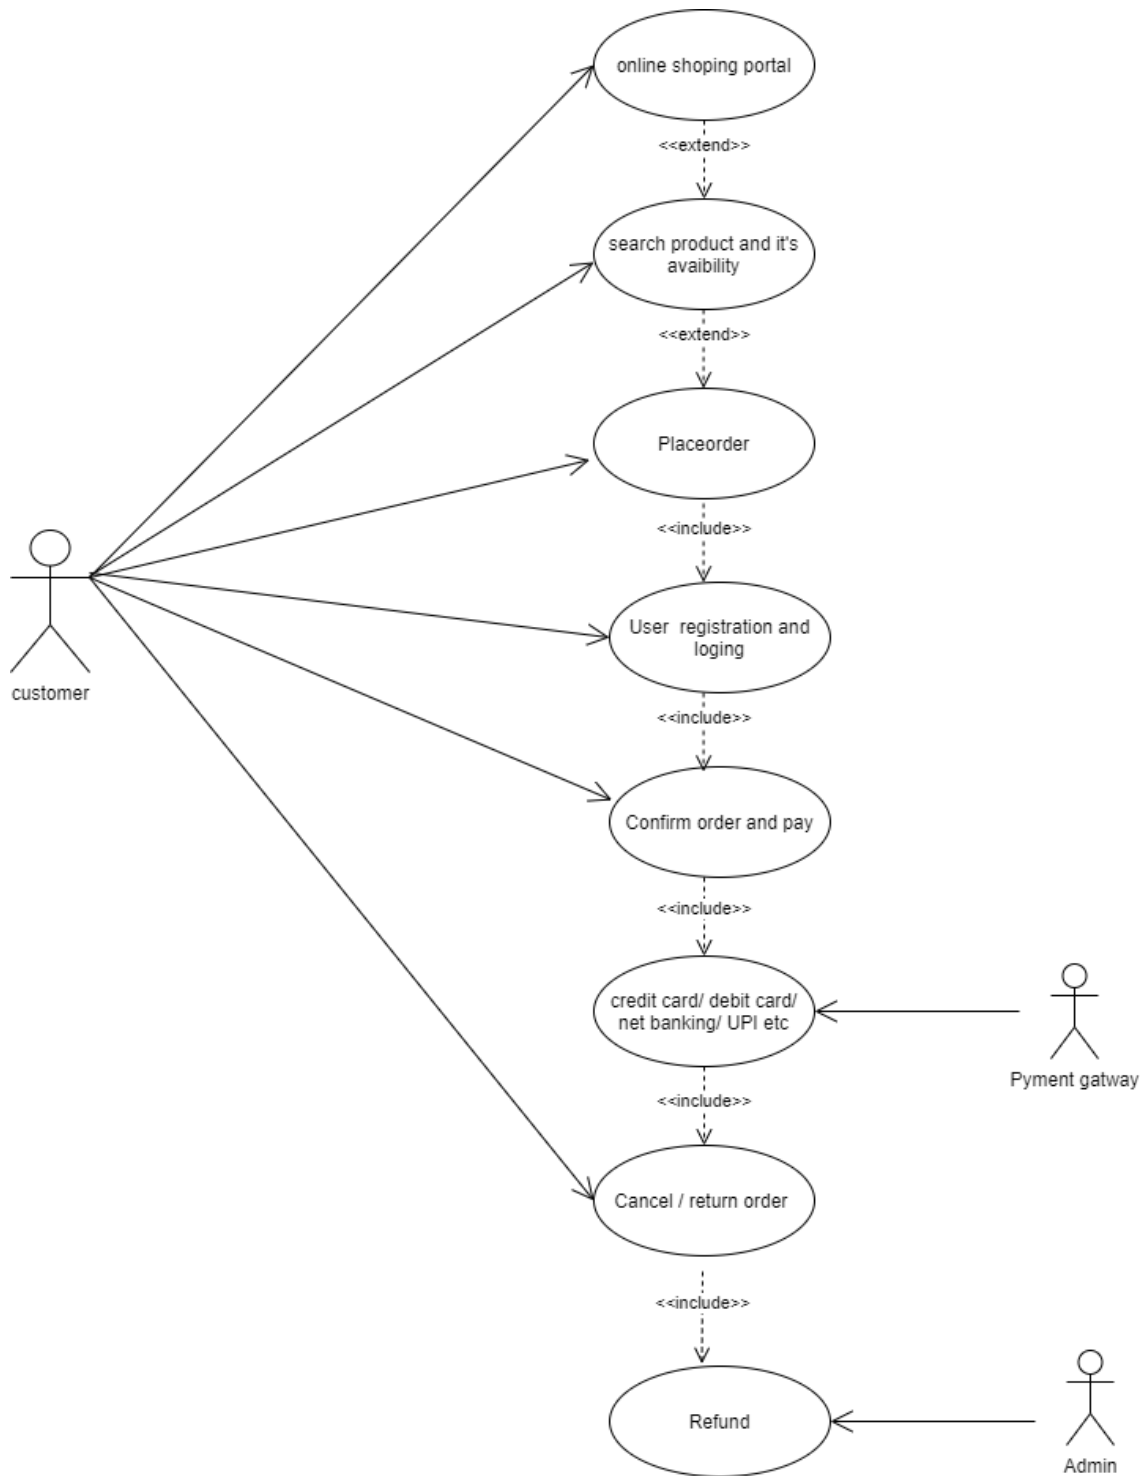 online shoping portal
<<extend>>
search product and it's
avaibility
<<extend>>
Placeorder
<<include>>
User registration and
loging
customer
<<include>>
Confirm order and pay
<<include>>
credit card/ debit card/
net banking/ UPI etc
Pyment gatway
<<include>>
Cancel / return order
<<include>>
Refund
Admin